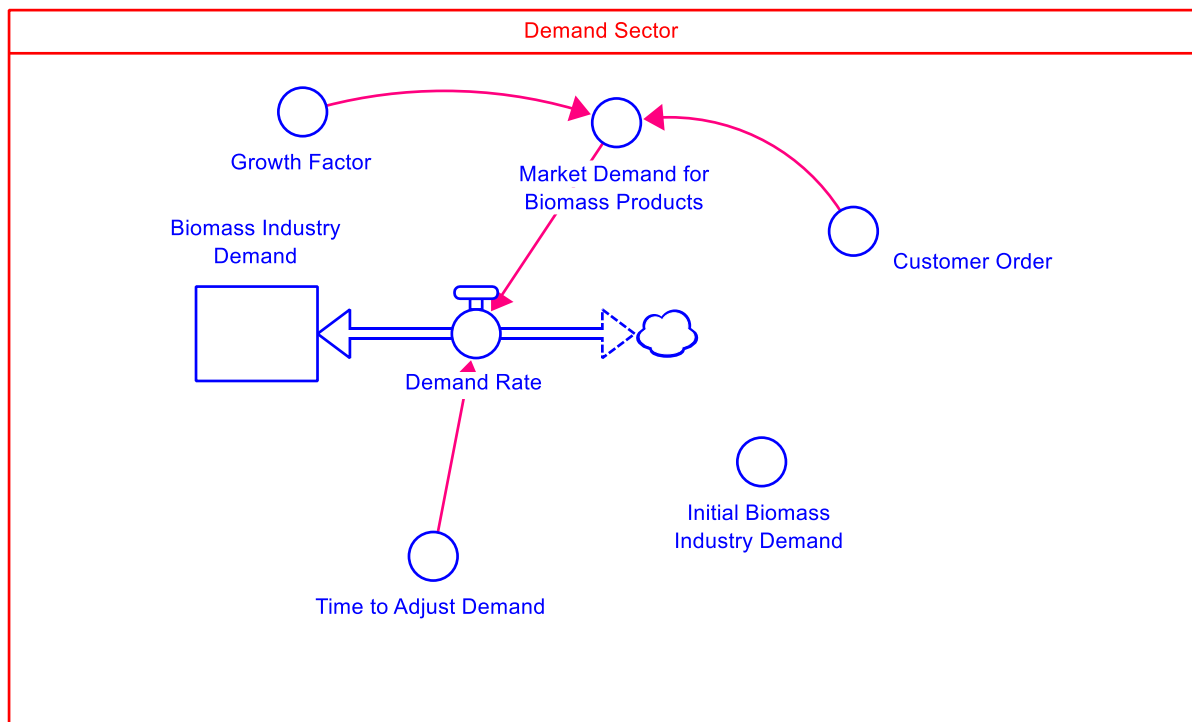 Demand Sector
Growth Factor
Market Demand for
Biomass Products
Biomass Industry
Demand
Customer Order
Demand Rate
Initial Biomass
Industry Demand
Time to Adjust Demand